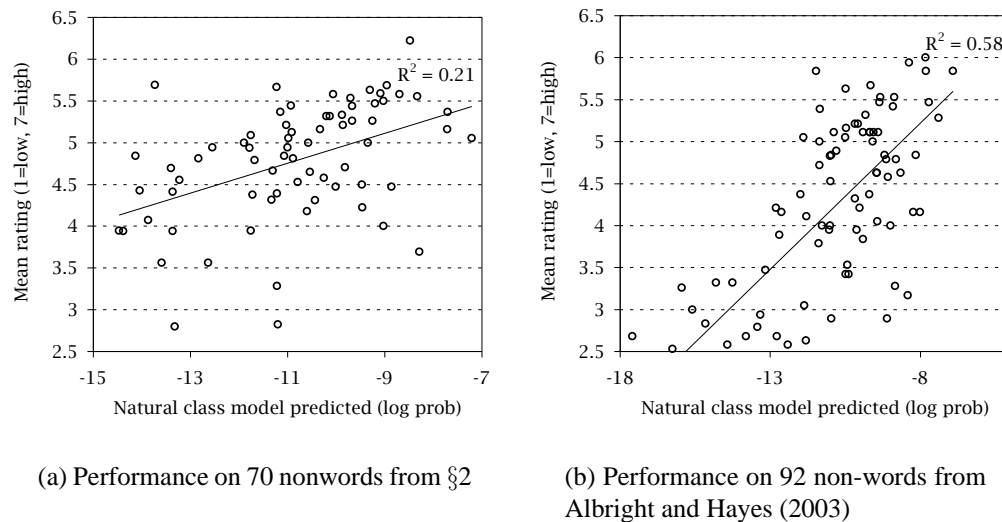 Mean rating (1=low, 7=high)
6.5
6
5.5
5
4.5
4
3.5
3
2.5
R² = 0.21
-15
-13
-11
-9
-7
Natural class model predicted (log prob)
Mean rating (1=low, 7=high)
6.5
6
5.5
5
4.5
4
3.5
3
2.5
R² = 0.58
-18
-13
-8
Natural class model predicted (log prob)
(a) Performance on 70 nonwords from §2
(b) Performance on 92 non-words from
Albright and Hayes (2003)